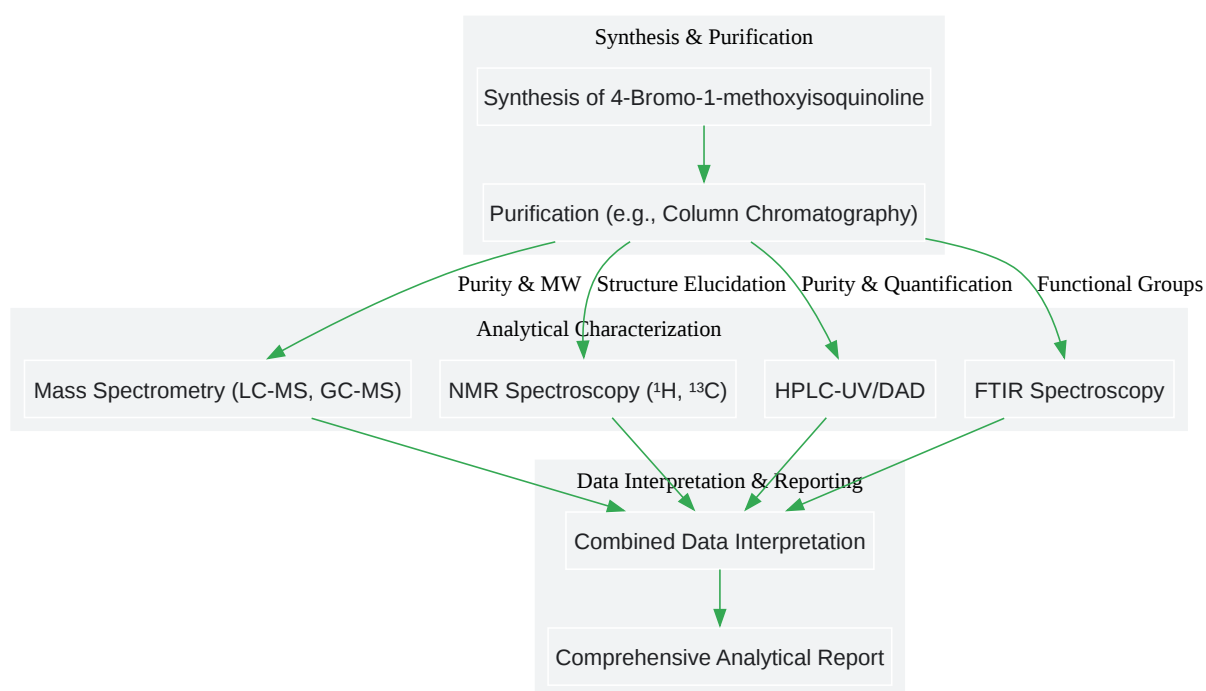 Synthesis & Purification
Synthesis of 4-Bromo-1-methoxyisoquinoline
Purification (e.g., Column Chromatography)
Purity & MW
Structure Elucidation
Purity & Quantification
Functional Groups
Analytical Characterization
Mass Spectrometry (LC-MS, GC-MS)
NMR Spectroscopy (¹H, ¹³C)
HPLC-UV/DAD
FTIR Spectroscopy
Data Interpretation & Reporting
Combined Data Interpretation
Comprehensive Analytical Report